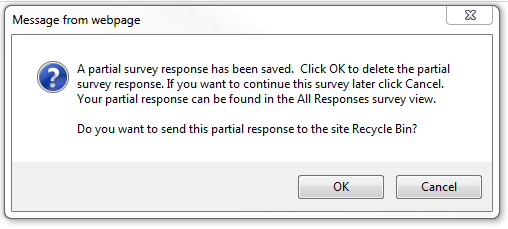 Message from webpage
A partial survey response has been saved.  Click OK to delete the partial
survey response. If you want to continue this survey later click Cancel.
Your partial response can be found in the All Responses survey view.
Do you want to send this partial response to the site Recycle Bin?
OK Cancel